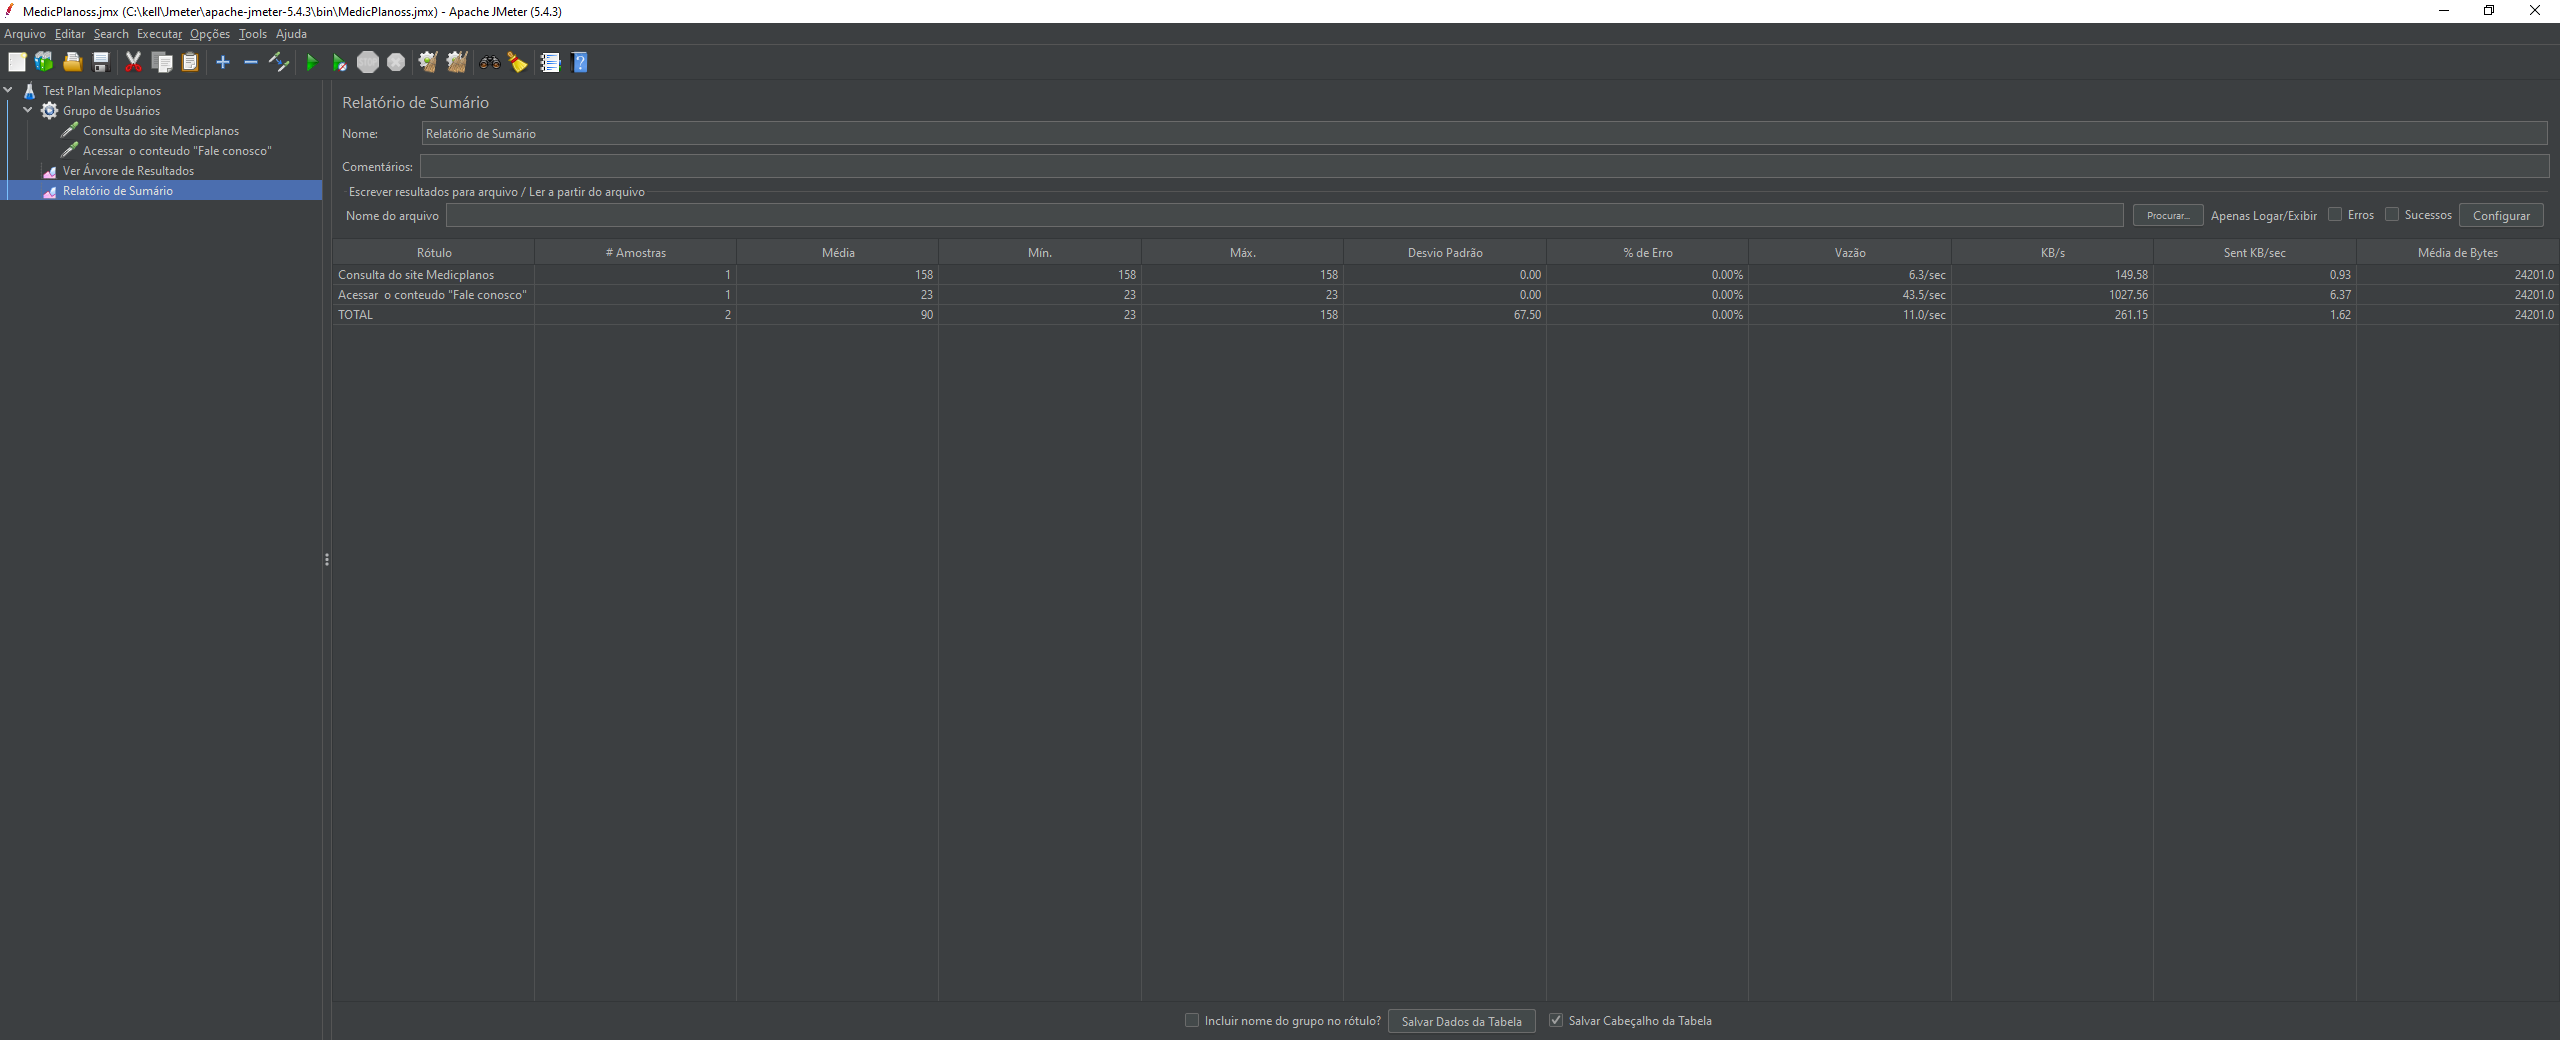 MedicPlanoss.jmx (C:\kell\Jmeter\apache-jmeter-5.4.3\bin\MedicPlanoss.jmx) - Apache JMeter (5.4.3)
Arquivo Editar Search Executar Opções Tools Ajuda
STOP
Test Plan Medicplanos
Grupo de Usuários
Consulta do site Medicplanos
Acessar o conteudo "Fale conosco"
Ver Árvore de Resultados
Relatório de Sumário
Relatório de Sumário
Nome: Relatório de Sumário
Comentários:
Escrever resultados para arquivo / Ler a partir do arquivo
Nome do arquivo Procurar... Apenas Logar/Exibir Erros Sucessos Configurar
Rótulo # Amostras Média Mín. Máx. Desvio Padrão % de Erro Vazão KB/s Sent KB/sec Média de Bytes
Consulta do site Medicplanos 1 158 158 158 0.00 0.00% 6.3/sec 149.58 0.93 24201.0
Acessar o conteudo "Fale conosco" 1 23 23 23 0.00 0.00% 43.5/sec 1027.56 6.37 24201.0
TOTAL 2 90 23 158 67.50 0.00% 11.0/sec 261.15 1.62 24201.0
Incluir nome do grupo no rótulo? Salvar Dados da Tabela Salvar Cabeçalho da Tabela